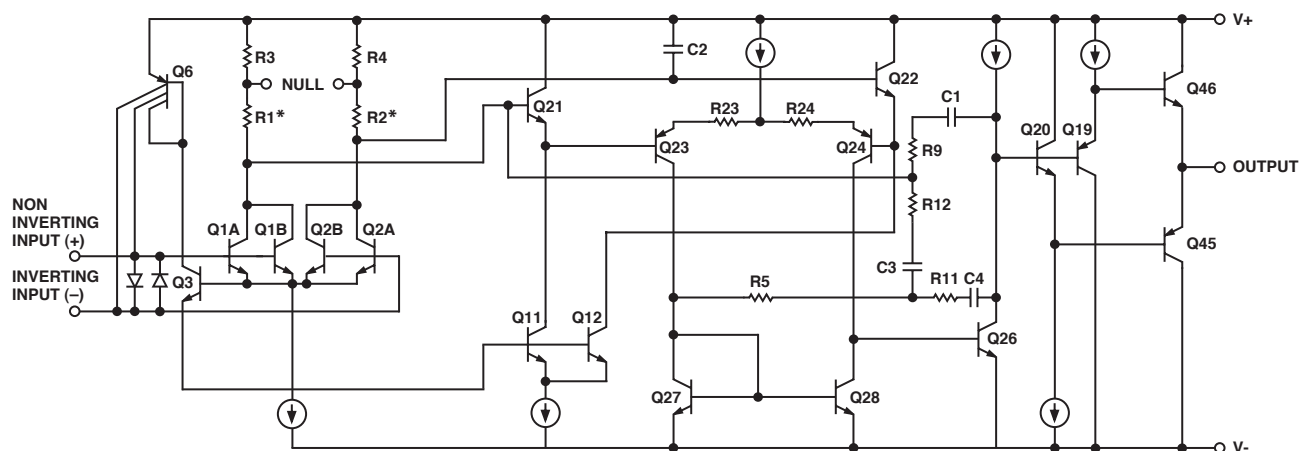 V+
R3
R4
C2
Q6
NULL
Q22
Q46
R1*
R2*
Q21
R23
R24
C1
Q20
Q19
Q23
Q24
R9
OUTPUT
R12
NON
INVERTING
INPUT (+)
Q1A
Q1B
Q2B
Q2A
Q45
INVERTING
INPUT (–)
Q3
C3
R11
C4
R5
Q11
Q12
Q26
Q27
Q28
V-